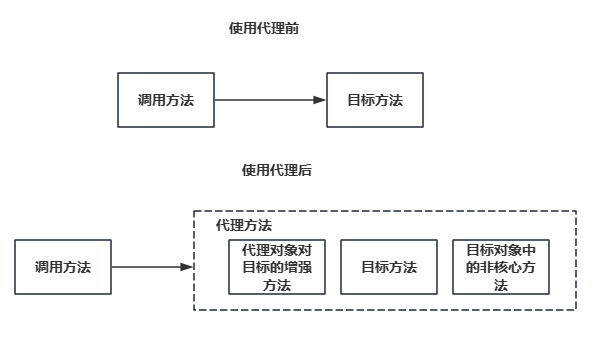 使用代理前
调用方法
目标方法
使用代理后
代理方法
调用方法
代理对象对
目标的增强
方法
目标方法
目标对象中
的非核心方
法